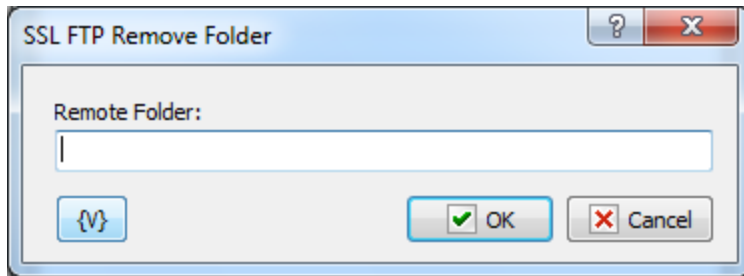 SSL FTP Remove Folder
?
Remote Folder:
{V}
OK
Cancel